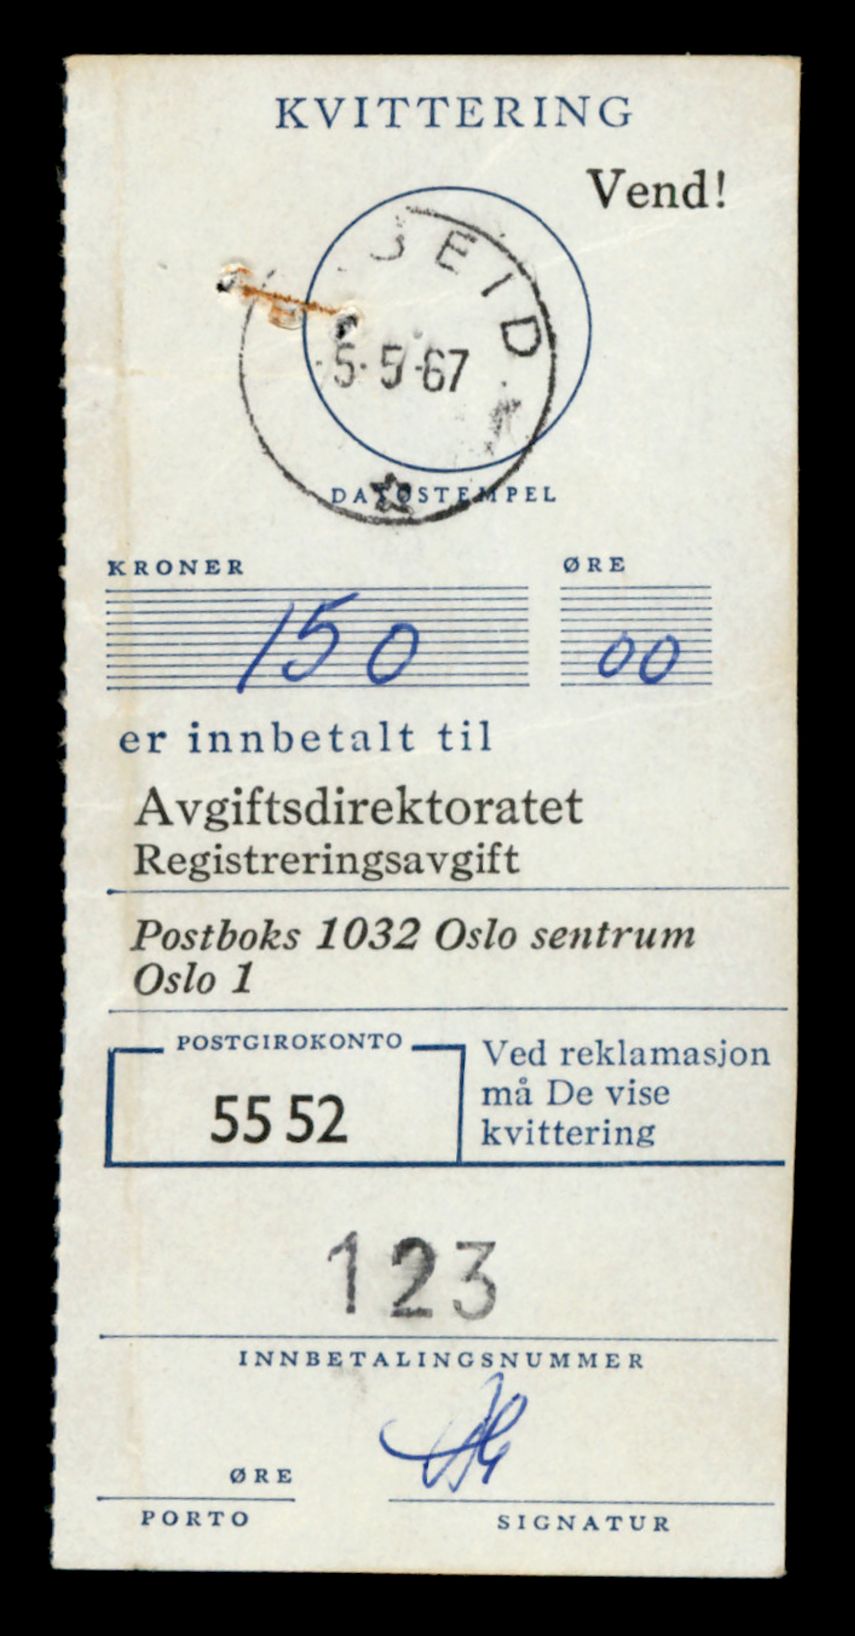 KVITTERING
Vend!
5·5·67
DATOSTEMPEL
KRONER ØRE
150 00
er innbetalt til
Avgiftsdirektoratet
Registreringsavgift
Postboks 1032 Oslo sentrum
Oslo 1
POSTGIROKONTO
55 52
Ved reklamasjon
må De vise
kvittering
123
INNBETALINGSNUMMER
ØRE
PORTO
SIGNATUR